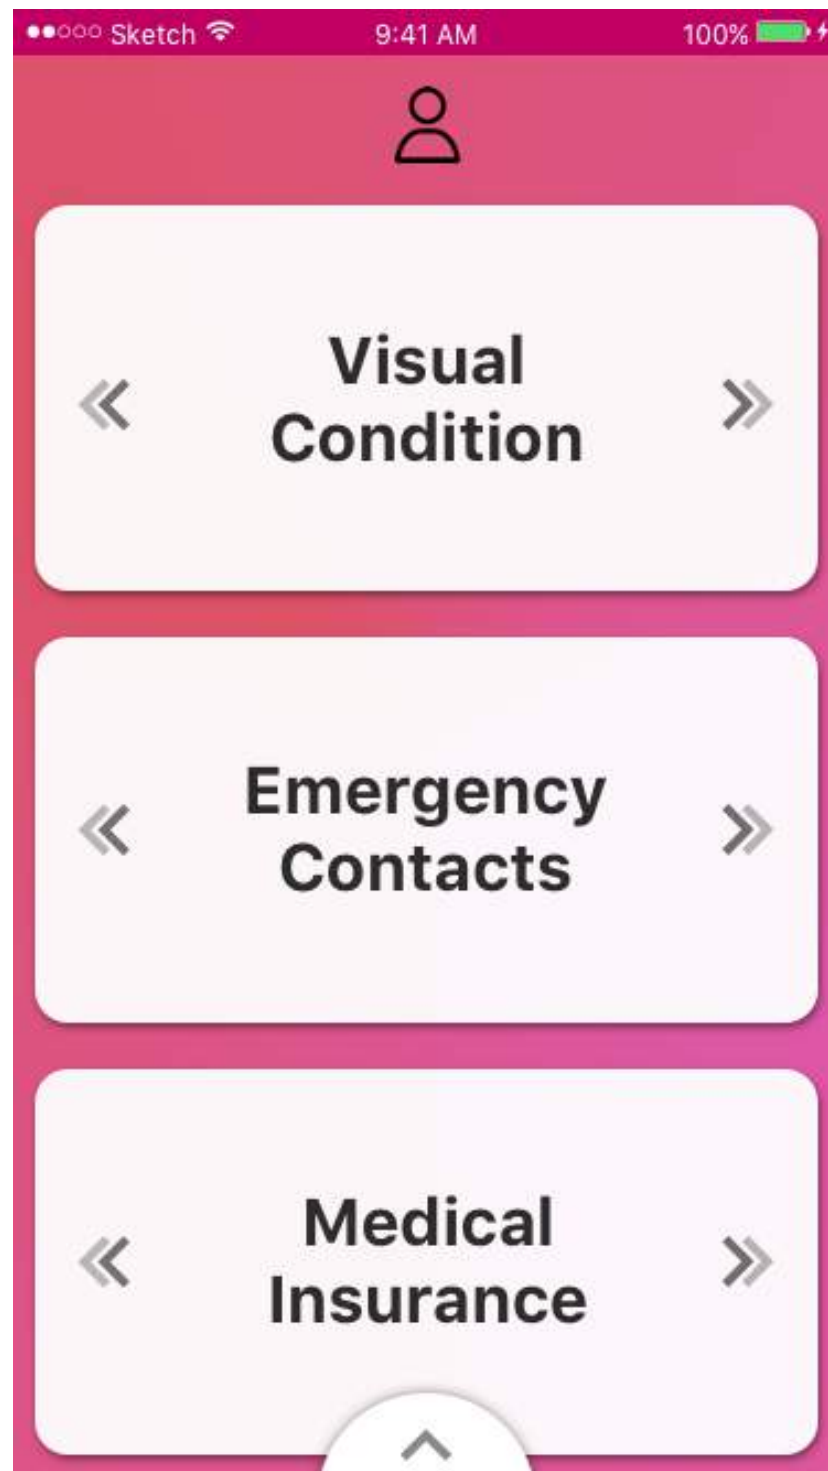 Sketch 9:41 AM 100%
Visual
Condition
Emergency
Contacts
Medical
Insurance